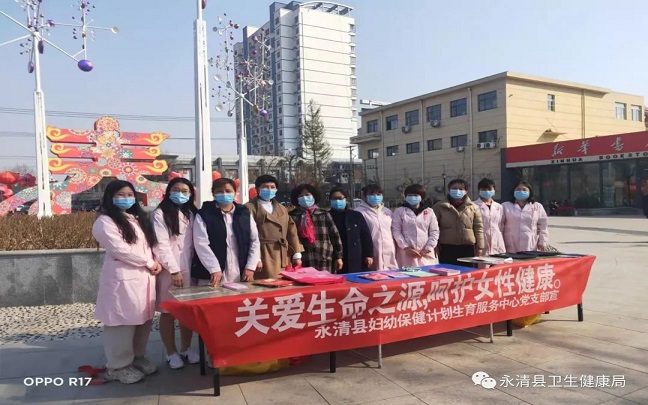 新华书店
XINHUA BOOKSTORE
关爱生命之源,呵护女性健康。
永清县妇幼保健计划生育服务中心党支部宣
OPPO R17
永清县卫生健康局